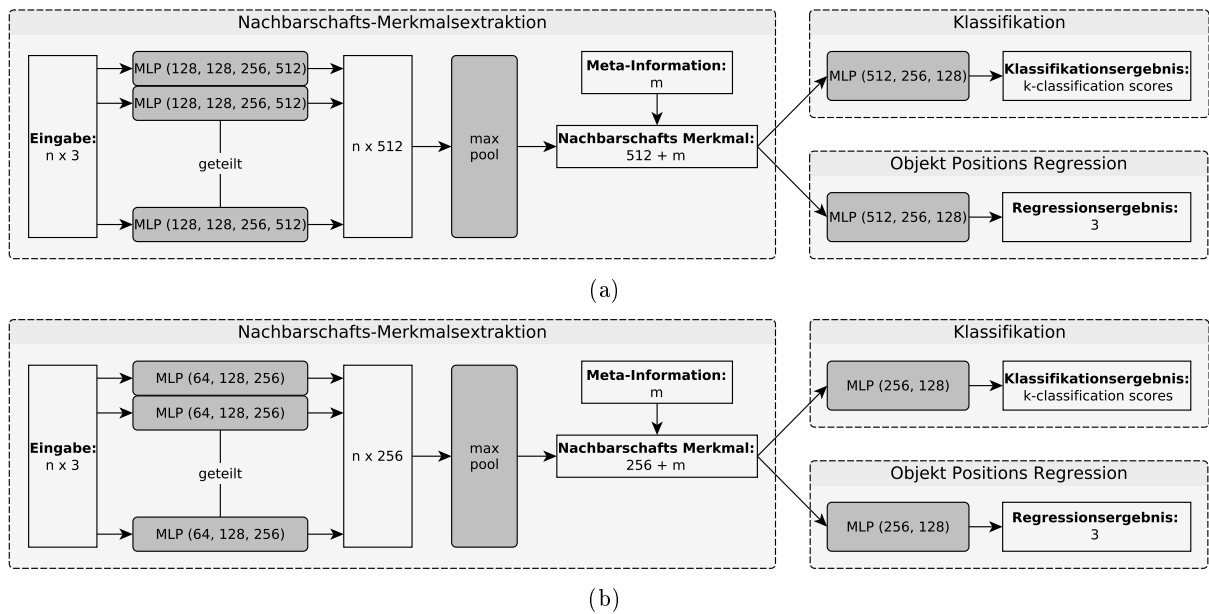 Nachbarschafts-Merkmalsextraktion
Eingabe:
n x 3
MLP (128, 128, 256, 512)
MLP (128, 128, 256, 512)
geteilt
MLP (128, 128, 256, 512)
n x 512
max
pool
Meta-Information:
m
Nachbarschafts Merkmal:
512 + m
Klassifikation
MLP (512, 256, 128)
Klassifikationsergebnis:
k-classification scores
Objekt Positions Regression
MLP (512, 256, 128)
Regressionsergebnis:
3
(a)
Nachbarschafts-Merkmalsextraktion
Eingabe:
n x 3
MLP (64, 128, 256)
MLP (64, 128, 256)
geteilt
MLP (64, 128, 256)
n x 256
max
pool
Meta-Information:
m
Nachbarschafts Merkmal:
256 + m
Klassifikation
MLP (256, 128)
Klassifikationsergebnis:
k-classification scores
Objekt Positions Regression
MLP (256, 128)
Regressionsergebnis:
3
(b)